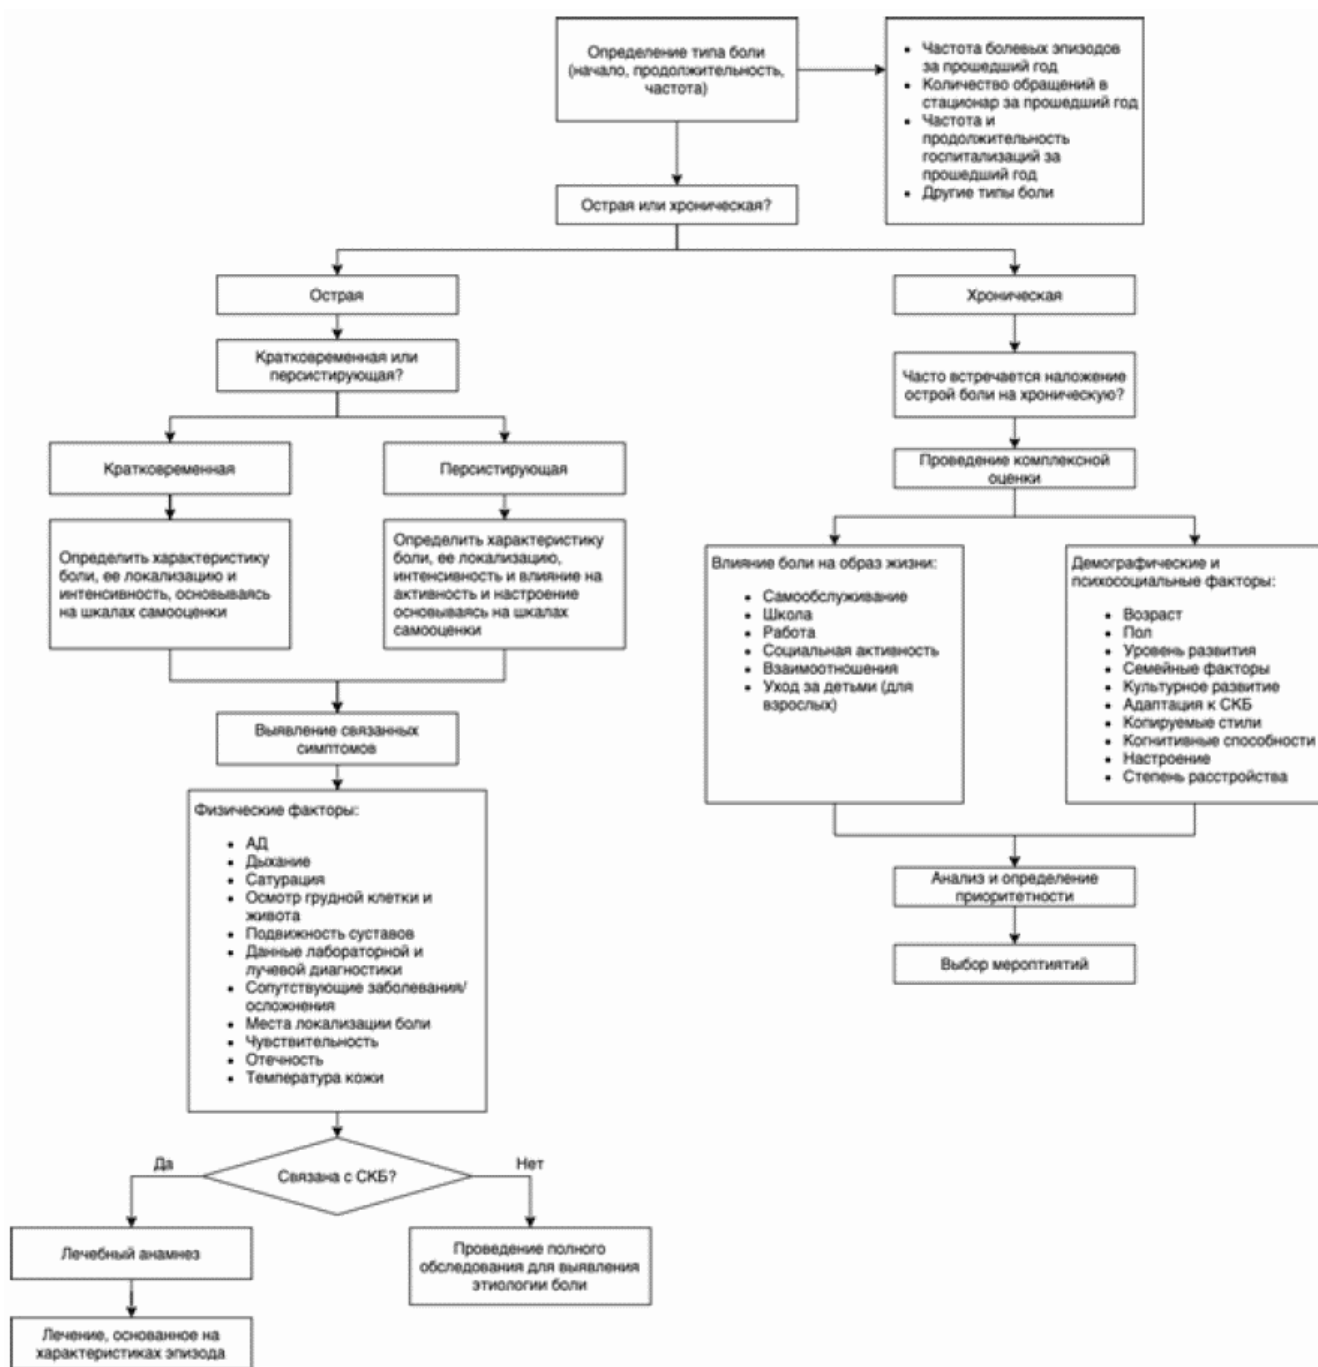 Определение типа боли
(начало, продолжительность,
частота)
• Частота болевых эпизодов
за прошедший год
• Количество обращений в
стационар за прошедший год
• Частота и
продолжительность
госпитализаций за
прошедший год
• Другие типы боли
Острая или хроническая?
Острая
Кратковременная или
персистирующая?
Кратковременная
Персистирующая
Определить характеристику
боли, ее локализацию и
интенсивность, основываясь
на шкалах самооценки
Определить характеристику
боли, ее локализацию,
интенсивность и влияние на
активность и настроение
основываясь на шкалах
самооценки
Выявление связанных
симптомов
Физические факторы:
• АД
• Дыхание
• Сатурация
• Осмотр грудной клетки и
живота
• Подвижность суставов
• Данные лабораторной и
лучевой диагностики
• Сопутствующие заболевания/
осложнения
• Места локализации боли
• Чувствительность
• Отечность
• Температура кожи
Связана с СКБ?
Да
Нет
Лечебный анамнез
Лечение, основанное на
характеристиках эпизода
Проведение полного
обследования для выявления
этиологии боли
Хроническая
Часто встречается наложение
острой боли на хроническую?
Проведение комплексной
оценки
Влияние боли на образ жизни:
• Самообслуживание
• Школа
• Работа
• Социальная активность
• Взаимоотношения
• Уход за детьми (для
взрослых)
Демографические и
психосоциальные факторы:
• Возраст
• Пол
• Уровень развития
• Семейные факторы
• Культурное развитие
• Адаптация к СКБ
• Копируемые стили
• Когнитивные способности
• Настроение
• Степень расстройства
Анализ и определение
приоритетности
Выбор мероптиятий